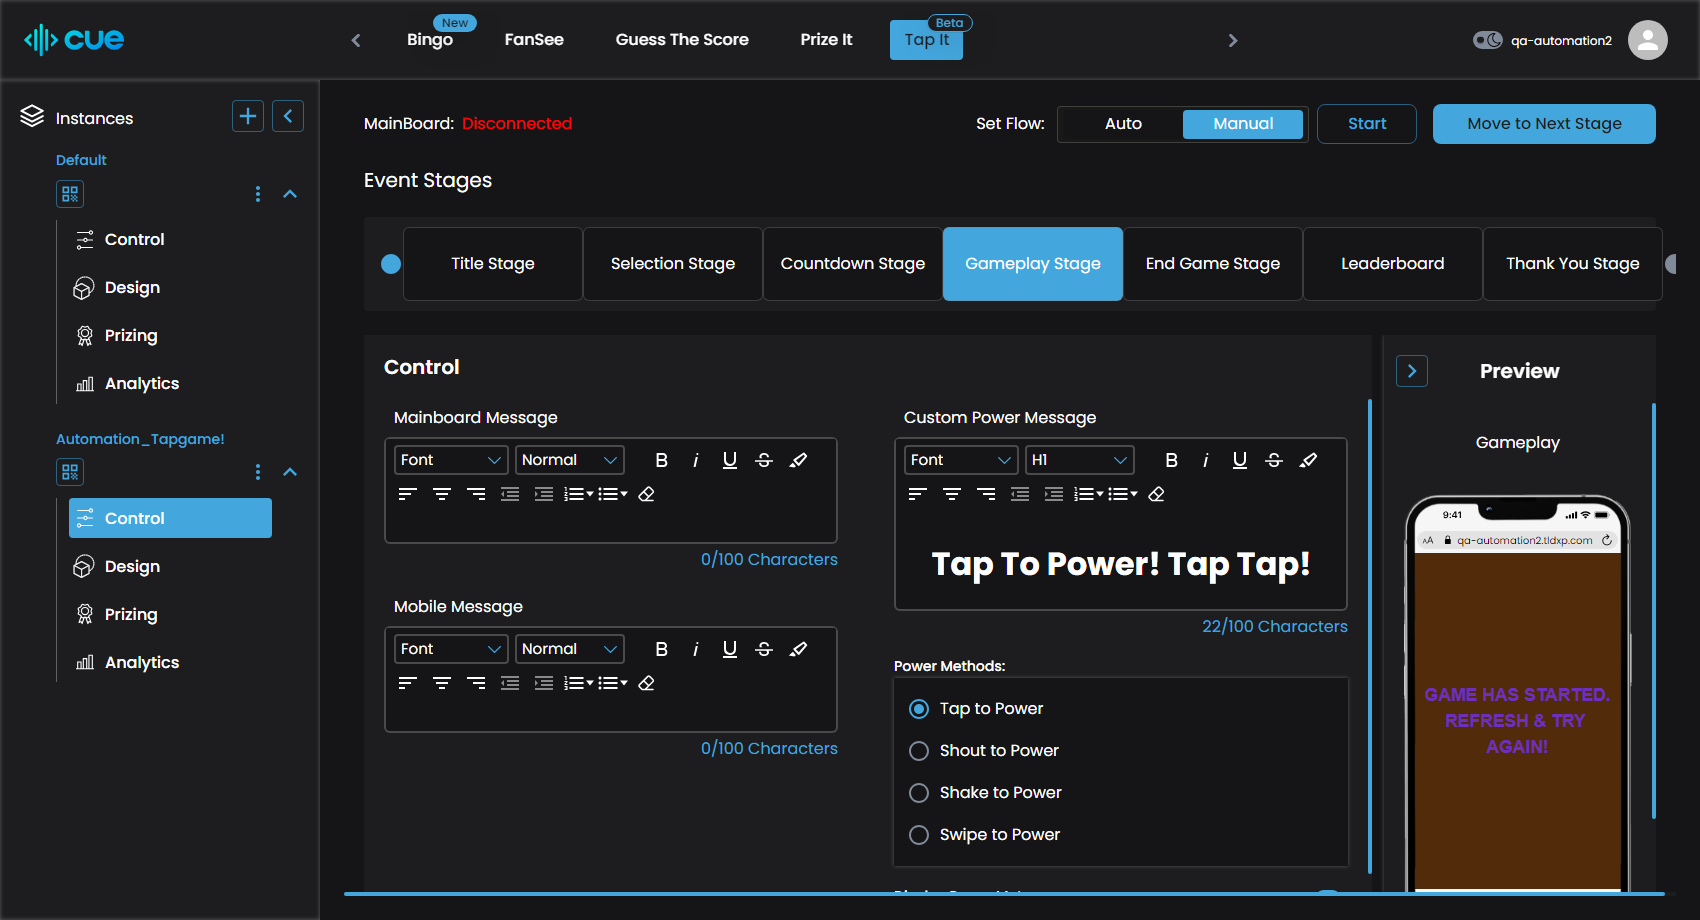 cue
New
Beta
Bingo
FanSee
Guess The Score
Prize It
Tap It
qa-automation2
Instances
Default
Control
Design
Prizing
Analytics
Automation_Tapgame!
Control
Design
Prizing
Analytics
MainBoard: Disconnected
Set Flow:
Auto
Manual
Start
Move to Next Stage
Event Stages
Title Stage
Selection Stage
Countdown Stage
Gameplay Stage
End Game Stage
Leaderboard
Thank You Stage
Control
Mainboard Message
Font
Normal
B i U S
0/100 Characters
Mobile Message
Font
Normal
B i U S
0/100 Characters
Custom Power Message
Font
H1
B i U S
Tap To Power! Tap Tap!
22/100 Characters
Power Methods:
Tap to Power
Shout to Power
Shake to Power
Swipe to Power
Preview
Gameplay
9:41
AA
qa-automation2.tldxp.com
GAME HAS STARTED.
REFRESH & TRY
AGAIN!